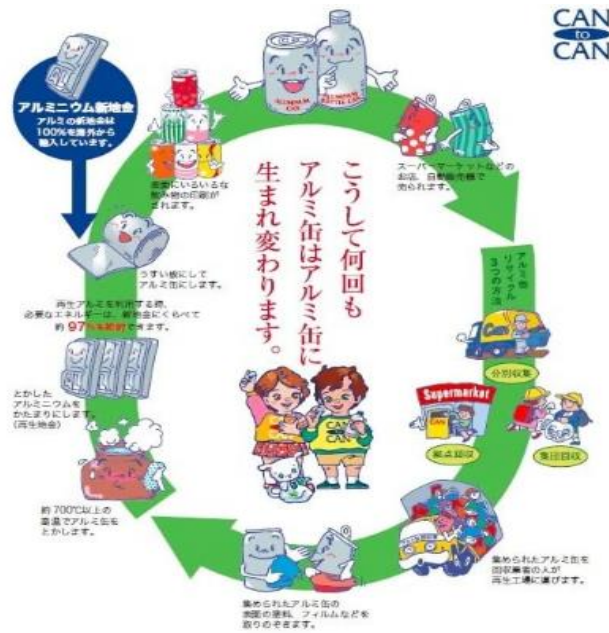 CAN
to
CAN
アルミニウム新地金
アルミの新地金は
100%を海外から
輸入しています。
ALUMINUM
CAN
ALUMINUM
BOTTLE CAN
スーパーマーケットなどの
お店、自動販売機で
売られます。
アルミ缶
リサイクル
3つの方法
分別収集
Supermarket
CAN
拠点回収
集団回収
集められたアルミ缶を
回収業者の人が
再生工場に運びます。
集められたアルミ缶の
表面の塗料、フィルムなどを
取りのぞきます。
約700℃以上の
高温でアルミ缶を
とかします。
とかした
アルミニウムを
かたまりにします。
(再生地金)
再生アルミを利用する時、
必要なエネルギーは、新地金にくらべて
約97%を節約できます。
うすい板にして
アルミ缶にします。
表面にいろいろな
飲み物の印刷が
されます。
こうして何回も
アルミ缶はアルミ缶に
生まれ変わります。
CAN
to
CAN